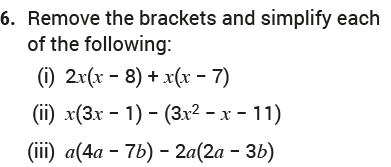 6. Remove the brackets and simplify each
of the following:
(i) 2x(x − 8) + x(x − 7)
(ii) x(3x − 1) − (3x² − x − 11)
(iii) a(4a − 7b) − 2a(2a − 3b)